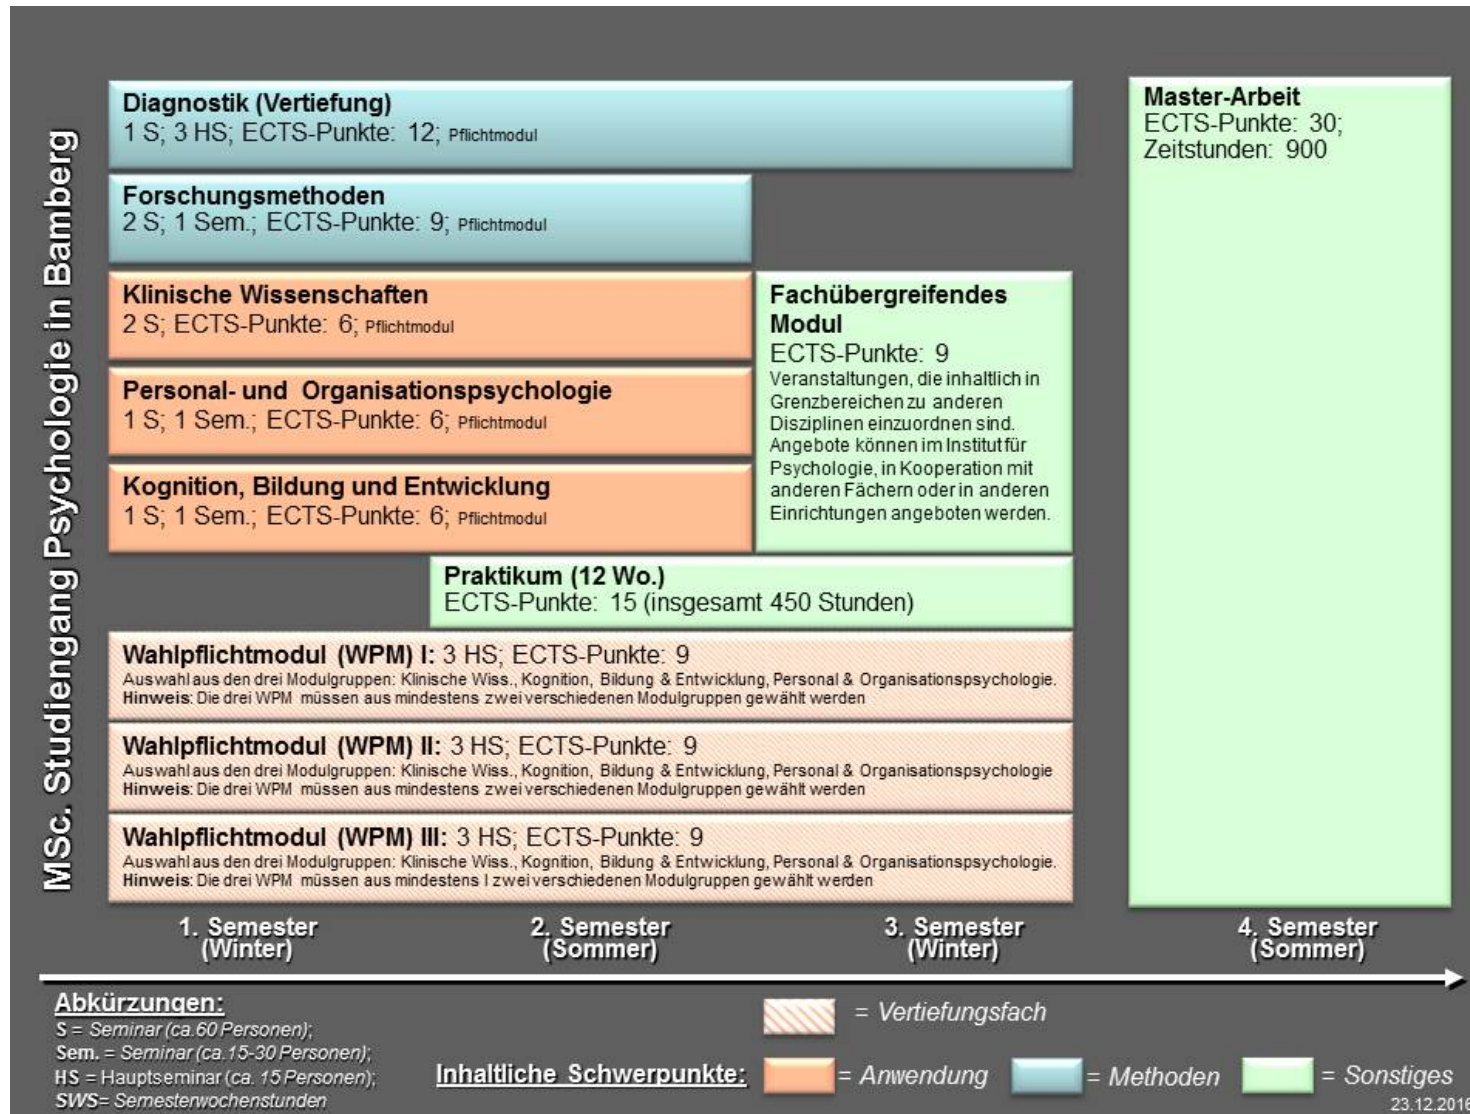 MSc. Studiengang Psychologie in Bamberg
Diagnostik (Vertiefung)
1 S; 3 HS; ECTS-Punkte: 12; Pflichtmodul
Forschungsmethoden
2 S; 1 Sem.; ECTS-Punkte: 9; Pflichtmodul
Klinische Wissenschaften
2 S; ECTS-Punkte: 6; Pflichtmodul
Personal- und Organisationspsychologie
1 S; 1 Sem.; ECTS-Punkte: 6; Pflichtmodul
Kognition, Bildung und Entwicklung
1 S; 1 Sem.; ECTS-Punkte: 6; Pflichtmodul
Fachübergreifendes
Modul
ECTS-Punkte: 9
Veranstaltungen, die inhaltlich in
Grenzbereichen zu anderen
Disziplinen einzuordnen sind.
Angebote können im Institut für
Psychologie, in Kooperation mit
anderen Fächern oder in anderen
Einrichtungen angeboten werden.
Praktikum (12 Wo.)
ECTS-Punkte: 15 (insgesamt 450 Stunden)
Wahlpflichtmodul (WPM) I: 3 HS; ECTS-Punkte: 9
Auswahl aus den drei Modulgruppen: Klinische Wiss., Kognition, Bildung & Entwicklung, Personal & Organisationspsychologie.
Hinweis: Die drei WPM müssen aus mindestens zwei verschiedenen Modulgruppen gewählt werden
Wahlpflichtmodul (WPM) II: 3 HS; ECTS-Punkte: 9
Auswahl aus den drei Modulgruppen: Klinische Wiss., Kognition, Bildung & Entwicklung, Personal & Organisationspsychologie
Hinweis: Die drei WPM müssen aus mindestens zwei verschiedenen Modulgruppen gewählt werden
Wahlpflichtmodul (WPM) III: 3 HS; ECTS-Punkte: 9
Auswahl aus den drei Modulgruppen: Klinische Wiss., Kognition, Bildung & Entwicklung, Personal & Organisationspsychologie.
Hinweis: Die drei WPM müssen aus mindestens I zwei verschiedenen Modulgruppen gewählt werden
Master-Arbeit
ECTS-Punkte: 30;
Zeitstunden: 900
1. Semester
(Winter)
2. Semester
(Sommer)
3. Semester
(Winter)
4. Semester
(Sommer)
Abkürzungen:
S = Seminar (ca.60 Personen);
Sem. = Seminar (ca.15-30 Personen);
HS = Hauptseminar (ca. 15 Personen);
SWS= Semesterwochenstunden
= Vertiefungsfach
Inhaltliche Schwerpunkte:
= Anwendung
= Methoden
= Sonstiges
23.12.2016